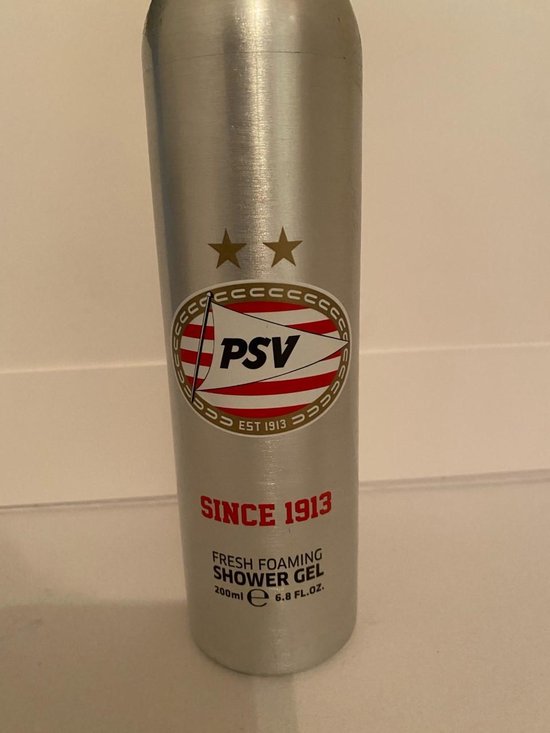 PSV
EST 1913
SINCE 1913
FRESH FOAMING
SHOWER GEL
200ml ℮ 6.8 FL.OZ.